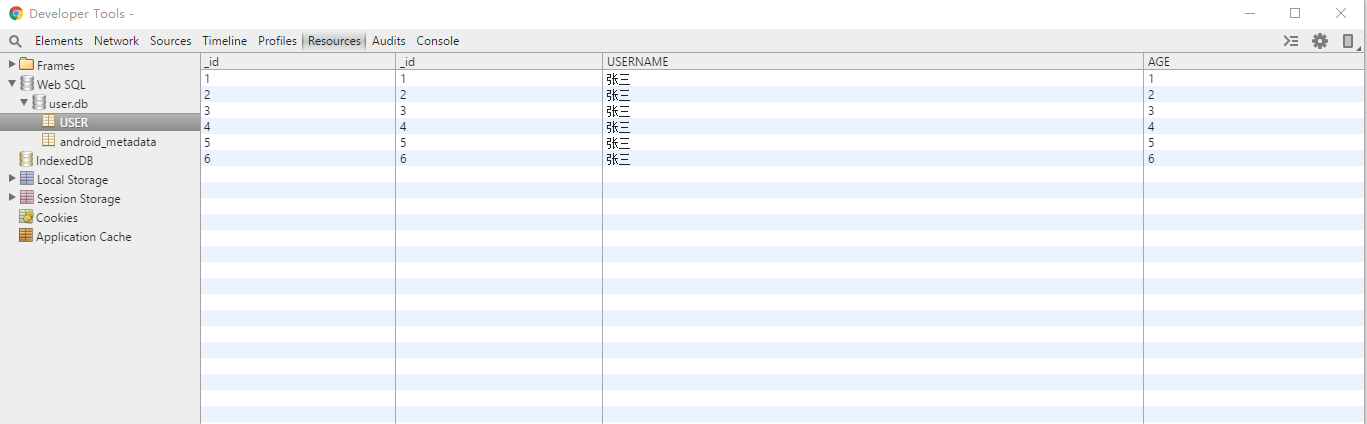 Developer Tools -
Elements Network Sources Timeline Profiles Resources Audits Console
Frames
Web SQL
user.db
USER
android_metadata
IndexedDB
Local Storage
Session Storage
Cookies
Application Cache
_id _id USERNAME AGE
1 1 张三 1
2 2 张三 2
3 3 张三 3
4 4 张三 4
5 5 张三 5
6 6 张三 6